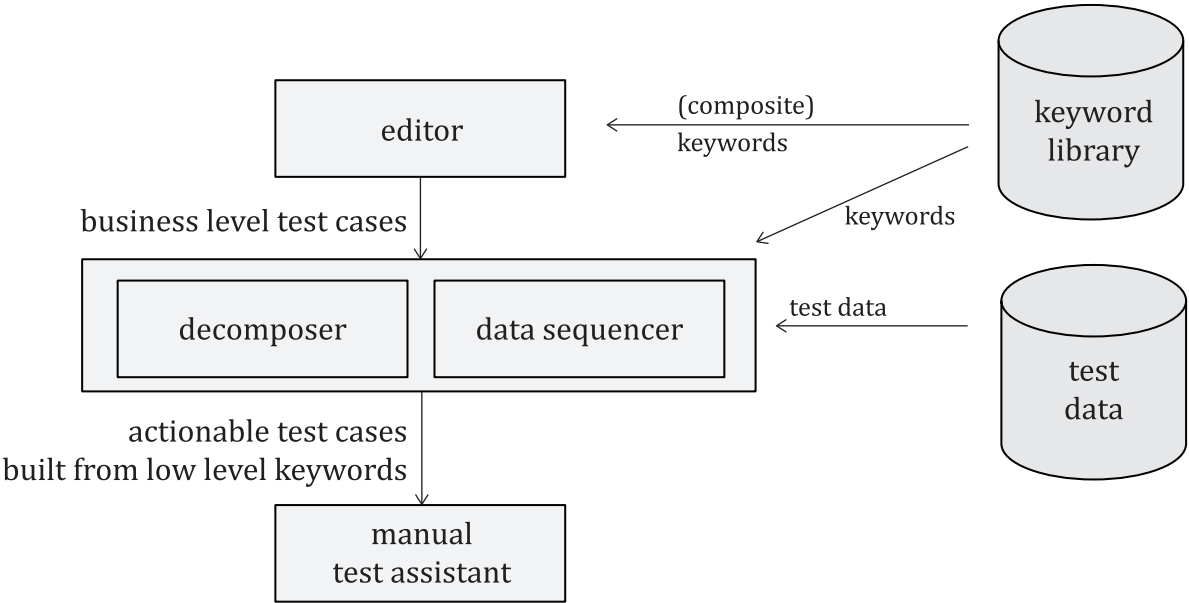 (composite)
keywords
keyword
library
editor
business level test cases
keywords
decomposer
data sequencer
test data
test
data
actionable test cases
built from low level keywords
manual
test assistant